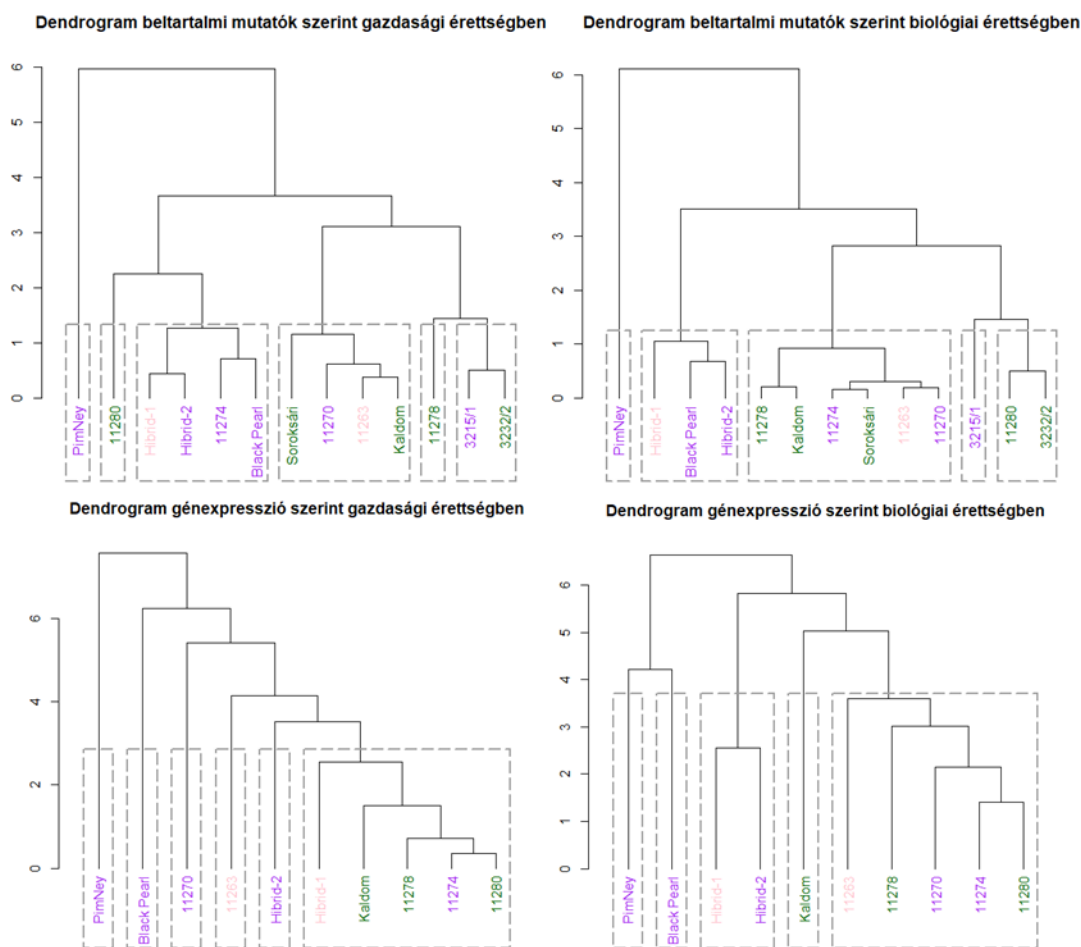 Dendrogram beltartalmi mutatók szerint gazdasági érettségben
6
5
4
3
2
1
0
PimNey
11280
Hibrid-1
Hibrid-2
11274
Black Pearl
Soroksári
11270
11263
Kaldom
11278
3215/1
3232/2
Dendrogram beltartalmi mutatók szerint biológiai érettségben
6
5
4
3
2
1
0
PimNey
Hibrid-1
Black Pearl
Hibrid-2
11278
Kaldom
11274
Soroksári
11263
11270
3215/1
11280
3232/2
Dendrogram génexpresszió szerint gazdasági érettségben
6
4
2
0
PimNey
Black Pearl
11270
11263
Hibrid-2
Hibrid-1
Kaldom
11278
11274
11280
Dendrogram génexpresszió szerint biológiai érettségben
6
5
4
3
2
1
0
PimNey
Black Pearl
Hibrid-1
Hibrid-2
Kaldom
11263
11278
11270
11274
11280